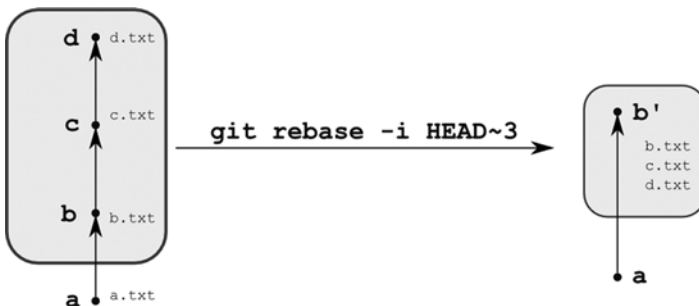 d d.txt
c c.txt
b b.txt
a a.txt
git rebase -i HEAD~3
b'
b.txt
c.txt
d.txt
a